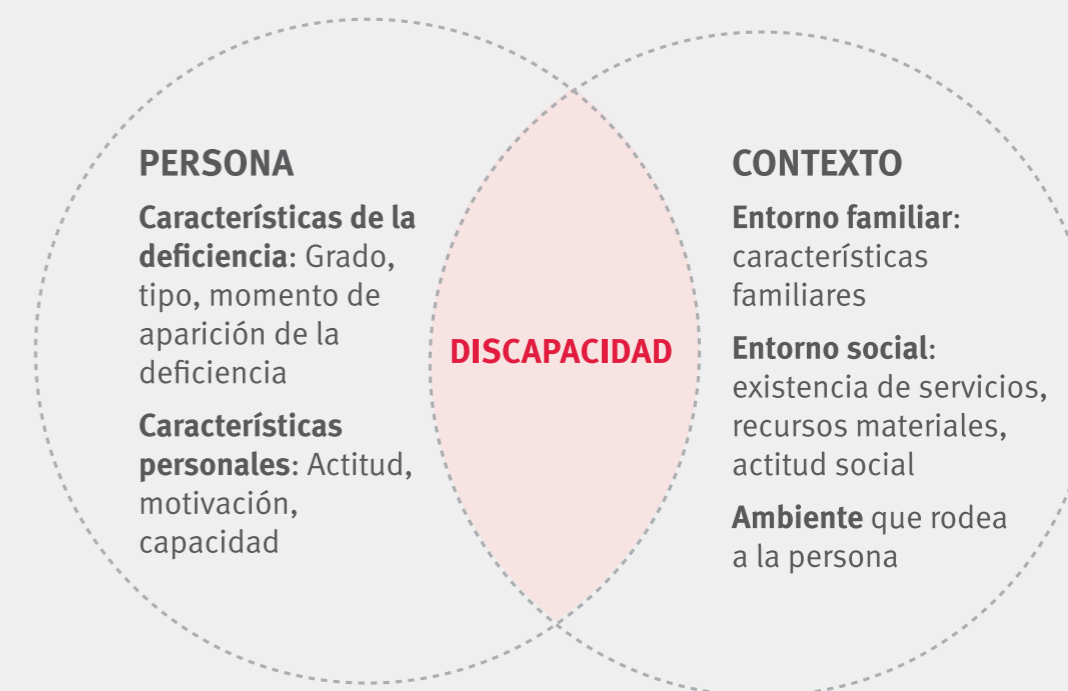 PERSONA
Características de la
deficiencia: Grado,
tipo, momento de
aparición de la
deficiencia
Características
personales: Actitud,
motivación,
capacidad
DISCAPACIDAD
CONTEXTO
Entorno familiar:
características
familiares
Entorno social:
existencia de servicios,
recursos materiales,
actitud social
Ambiente que rodea
a la persona